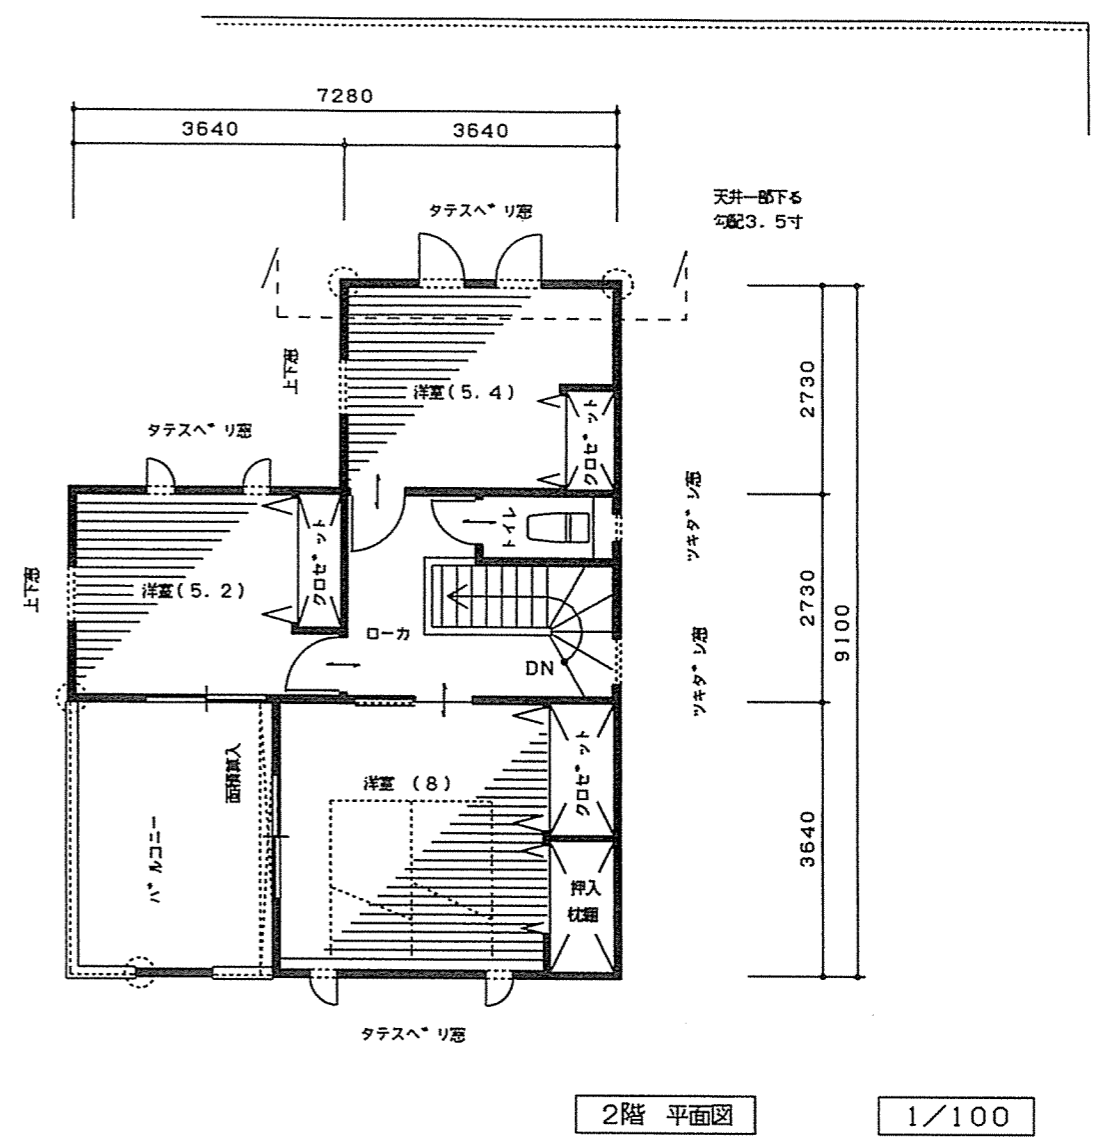 7280
3640
3640
天井一部下る
勾配3.5寸
タテスベリ窓
上下窓
洋室(5.4)
クロゼット
2730
タテスベリ窓
ツキダシ窓
トイレ
クロゼット
上下窓
洋室(5.2)
2730
9100
ローカ
DN
ツキダシ窓
面積算入
クロゼット
洋室 (8)
バルコニー
3640
押入
枕棚
タテスベリ窓
2階 平面図
1/100